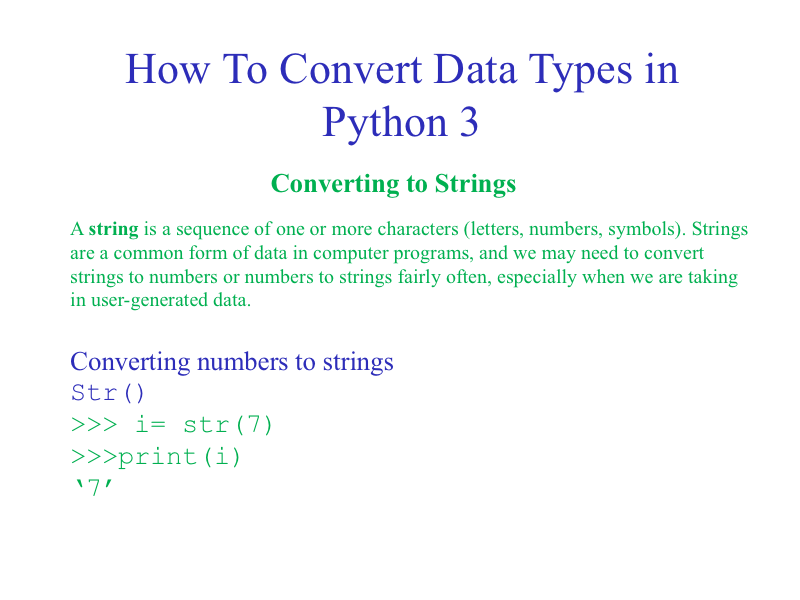 How To Convert Data Types in
Python 3
Converting to Strings
A string is a sequence of one or more characters (letters, numbers, symbols). Strings
are a common form of data in computer programs, and we may need to convert
strings to numbers or numbers to strings fairly often, especially when we are taking
in user-generated data.
Converting numbers to strings
Str()
>>> i= str(7)
>>>print(i)
‘7’